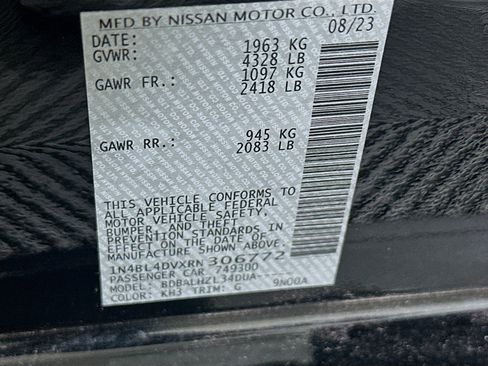 MFD BY NISSAN MOTOR CO., LTD.
DATE: 08/23
GVWR: 1963 KG
4328 LB
GAWR FR.: 1097 KG
2418 LB
GAWR RR.: 945 KG
2083 LB
THIS VEHICLE CONFORMS TO
ALL APPLICABLE FEDERAL
MOTOR VEHICLE SAFETY,
BUMPER, AND THEFT
PREVENTION STANDARDS IN
EFFECT ON THE DATE OF
MANUFACTURE SHOWN ABOVE.
1N4BL4DVXRN306772
PASSENGER CAR 749300
MODEL: BDBALHZL34DUA-- 9N00A
COLOR: KH3 TRIM: G